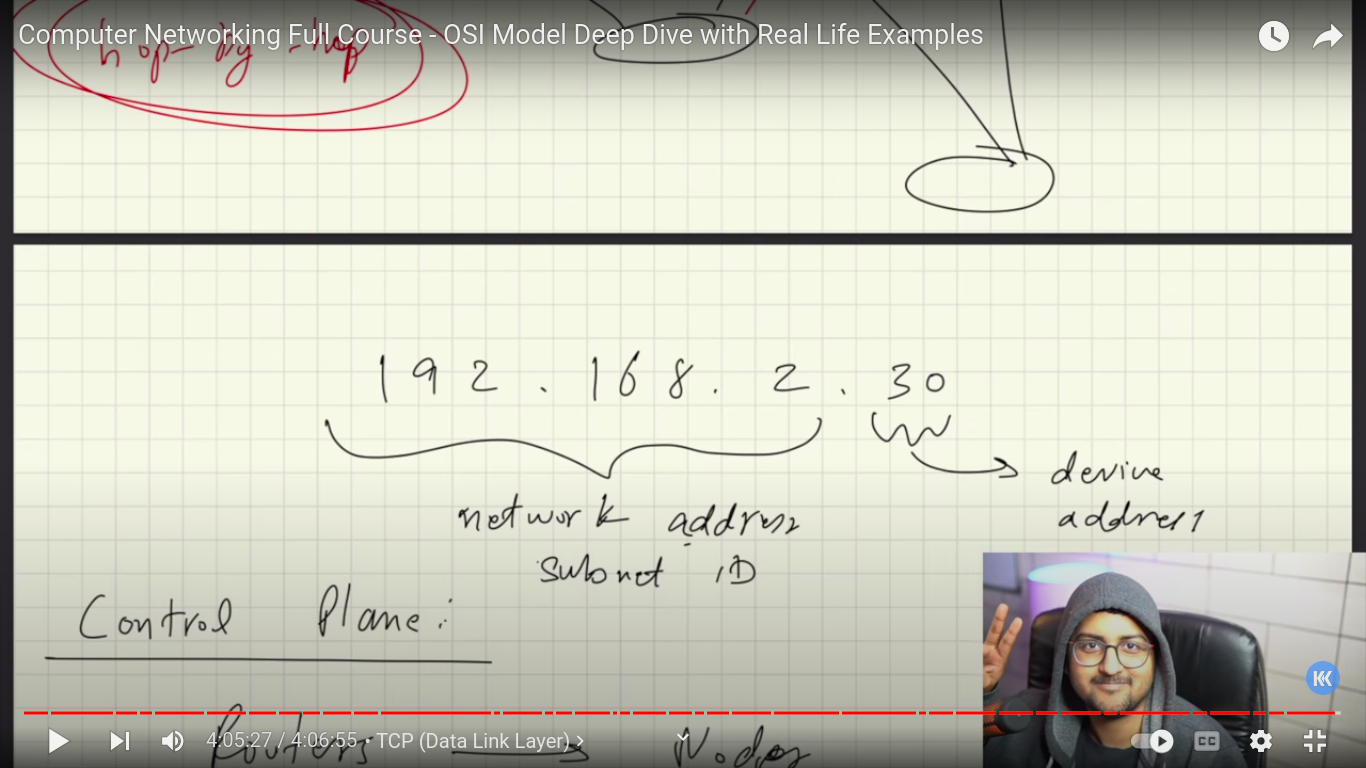 Computer Networking Full Course - OSI Model Deep Dive with Real Life Examples
hop-by-hop
192.168.2.30
network address
device
address
subnet ID
Control Plane:
Routers Nodes
4:05:27 / 4:06:55 • TCP (Data Link Layer) ›
CC